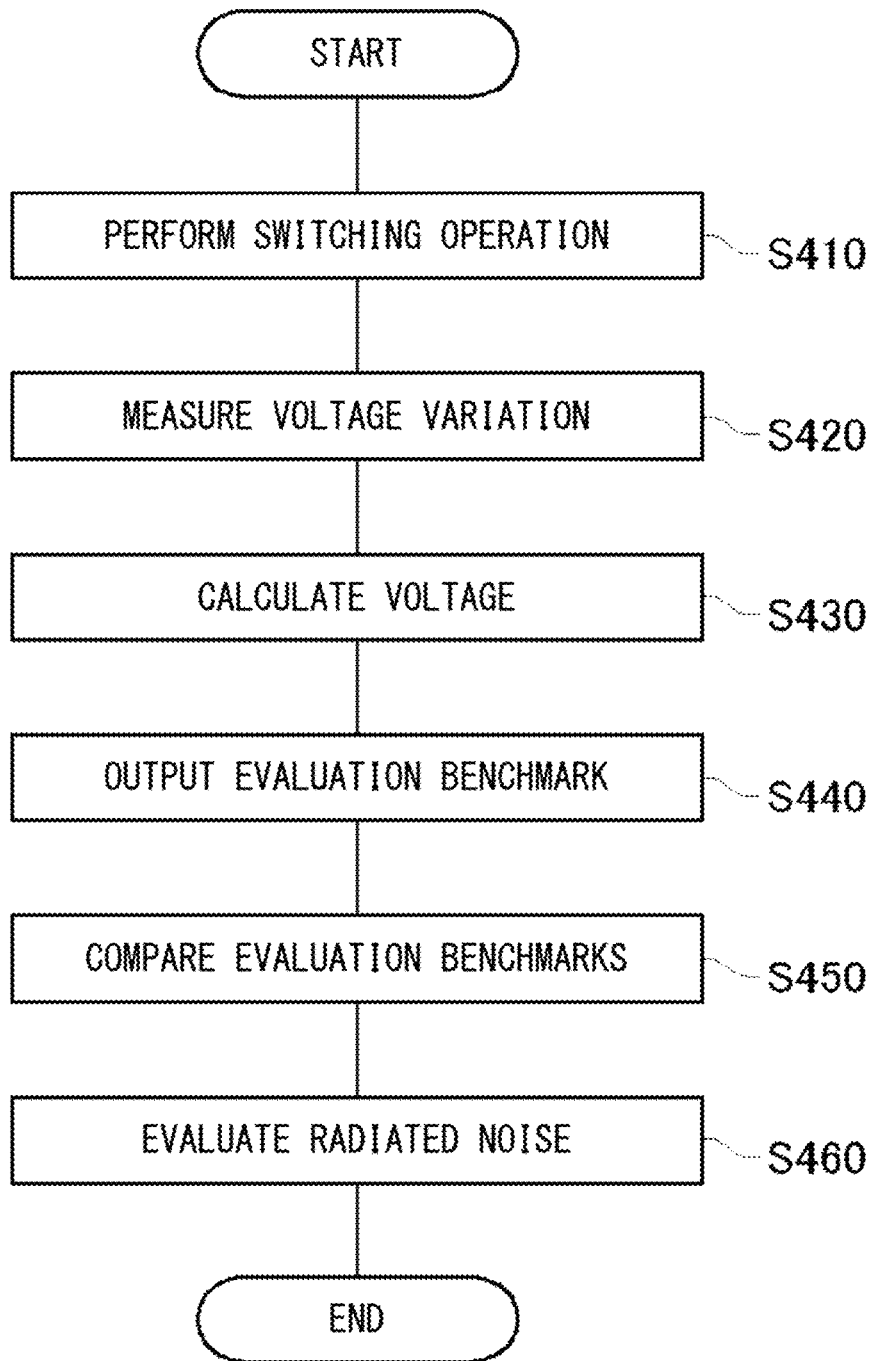 START
PERFORM SWITCHING OPERATION
S410
MEASURE VOLTAGE VARIATION
S420
CALCULATE VOLTAGE
S430
OUTPUT EVALUATION BENCHMARK
S440
COMPARE EVALUATION BENCHMARKS
S450
EVALUATE RADIATED NOISE
S460
END